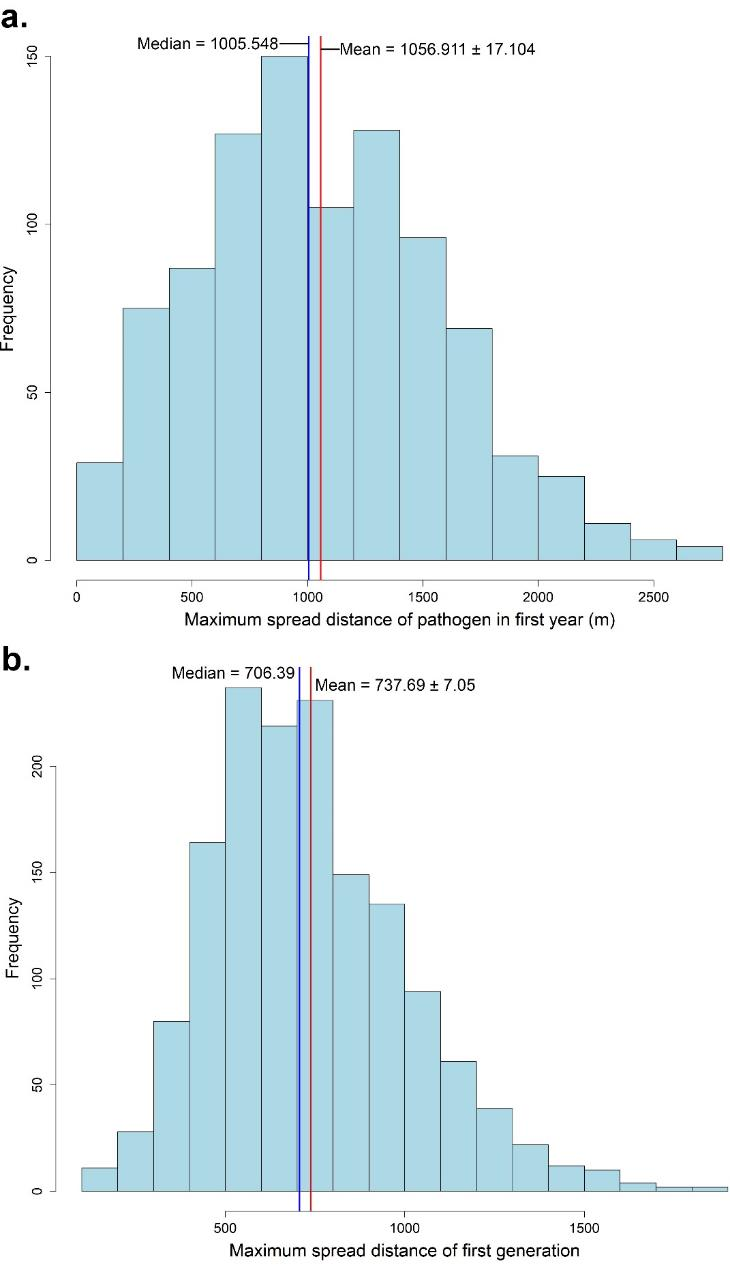 a.
Median = 1005.548
Mean = 1056.911 ± 17.104
150
100
50
0
Frequency
0 500 1000 1500 2000 2500
Maximum spread distance of pathogen in first year (m)
b.
Median = 706.39
Mean = 737.69 ± 7.05
200
150
100
50
0
Frequency
500 1000 1500
Maximum spread distance of first generation